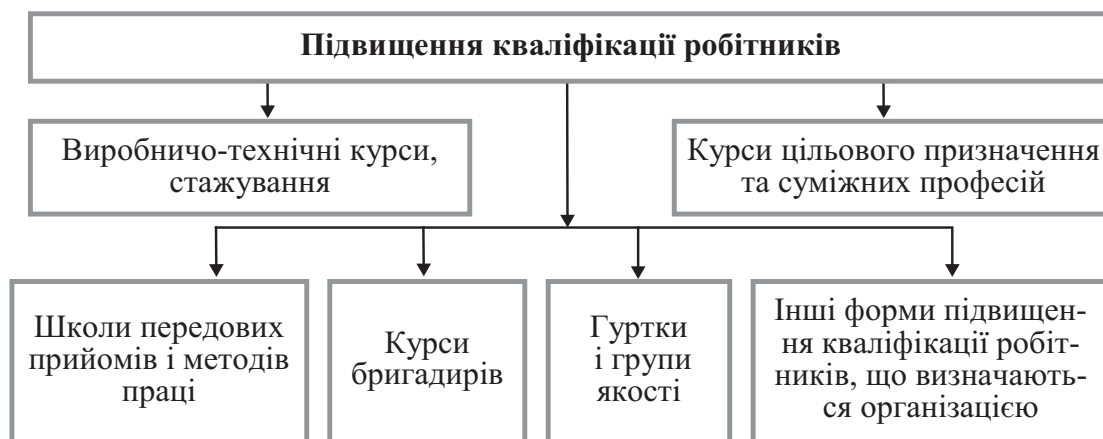 Підвищення кваліфікації робітників
Виробничо-технічні курси,
стажування
Курси цільового призначення
та суміжних професій
Школи передових
прийомів і методів
праці
Курси
бригадирів
Гуртки
і групи
якості
Інші форми підвищен-
ня кваліфікації робіт-
ників, що визначають-
ся організацією